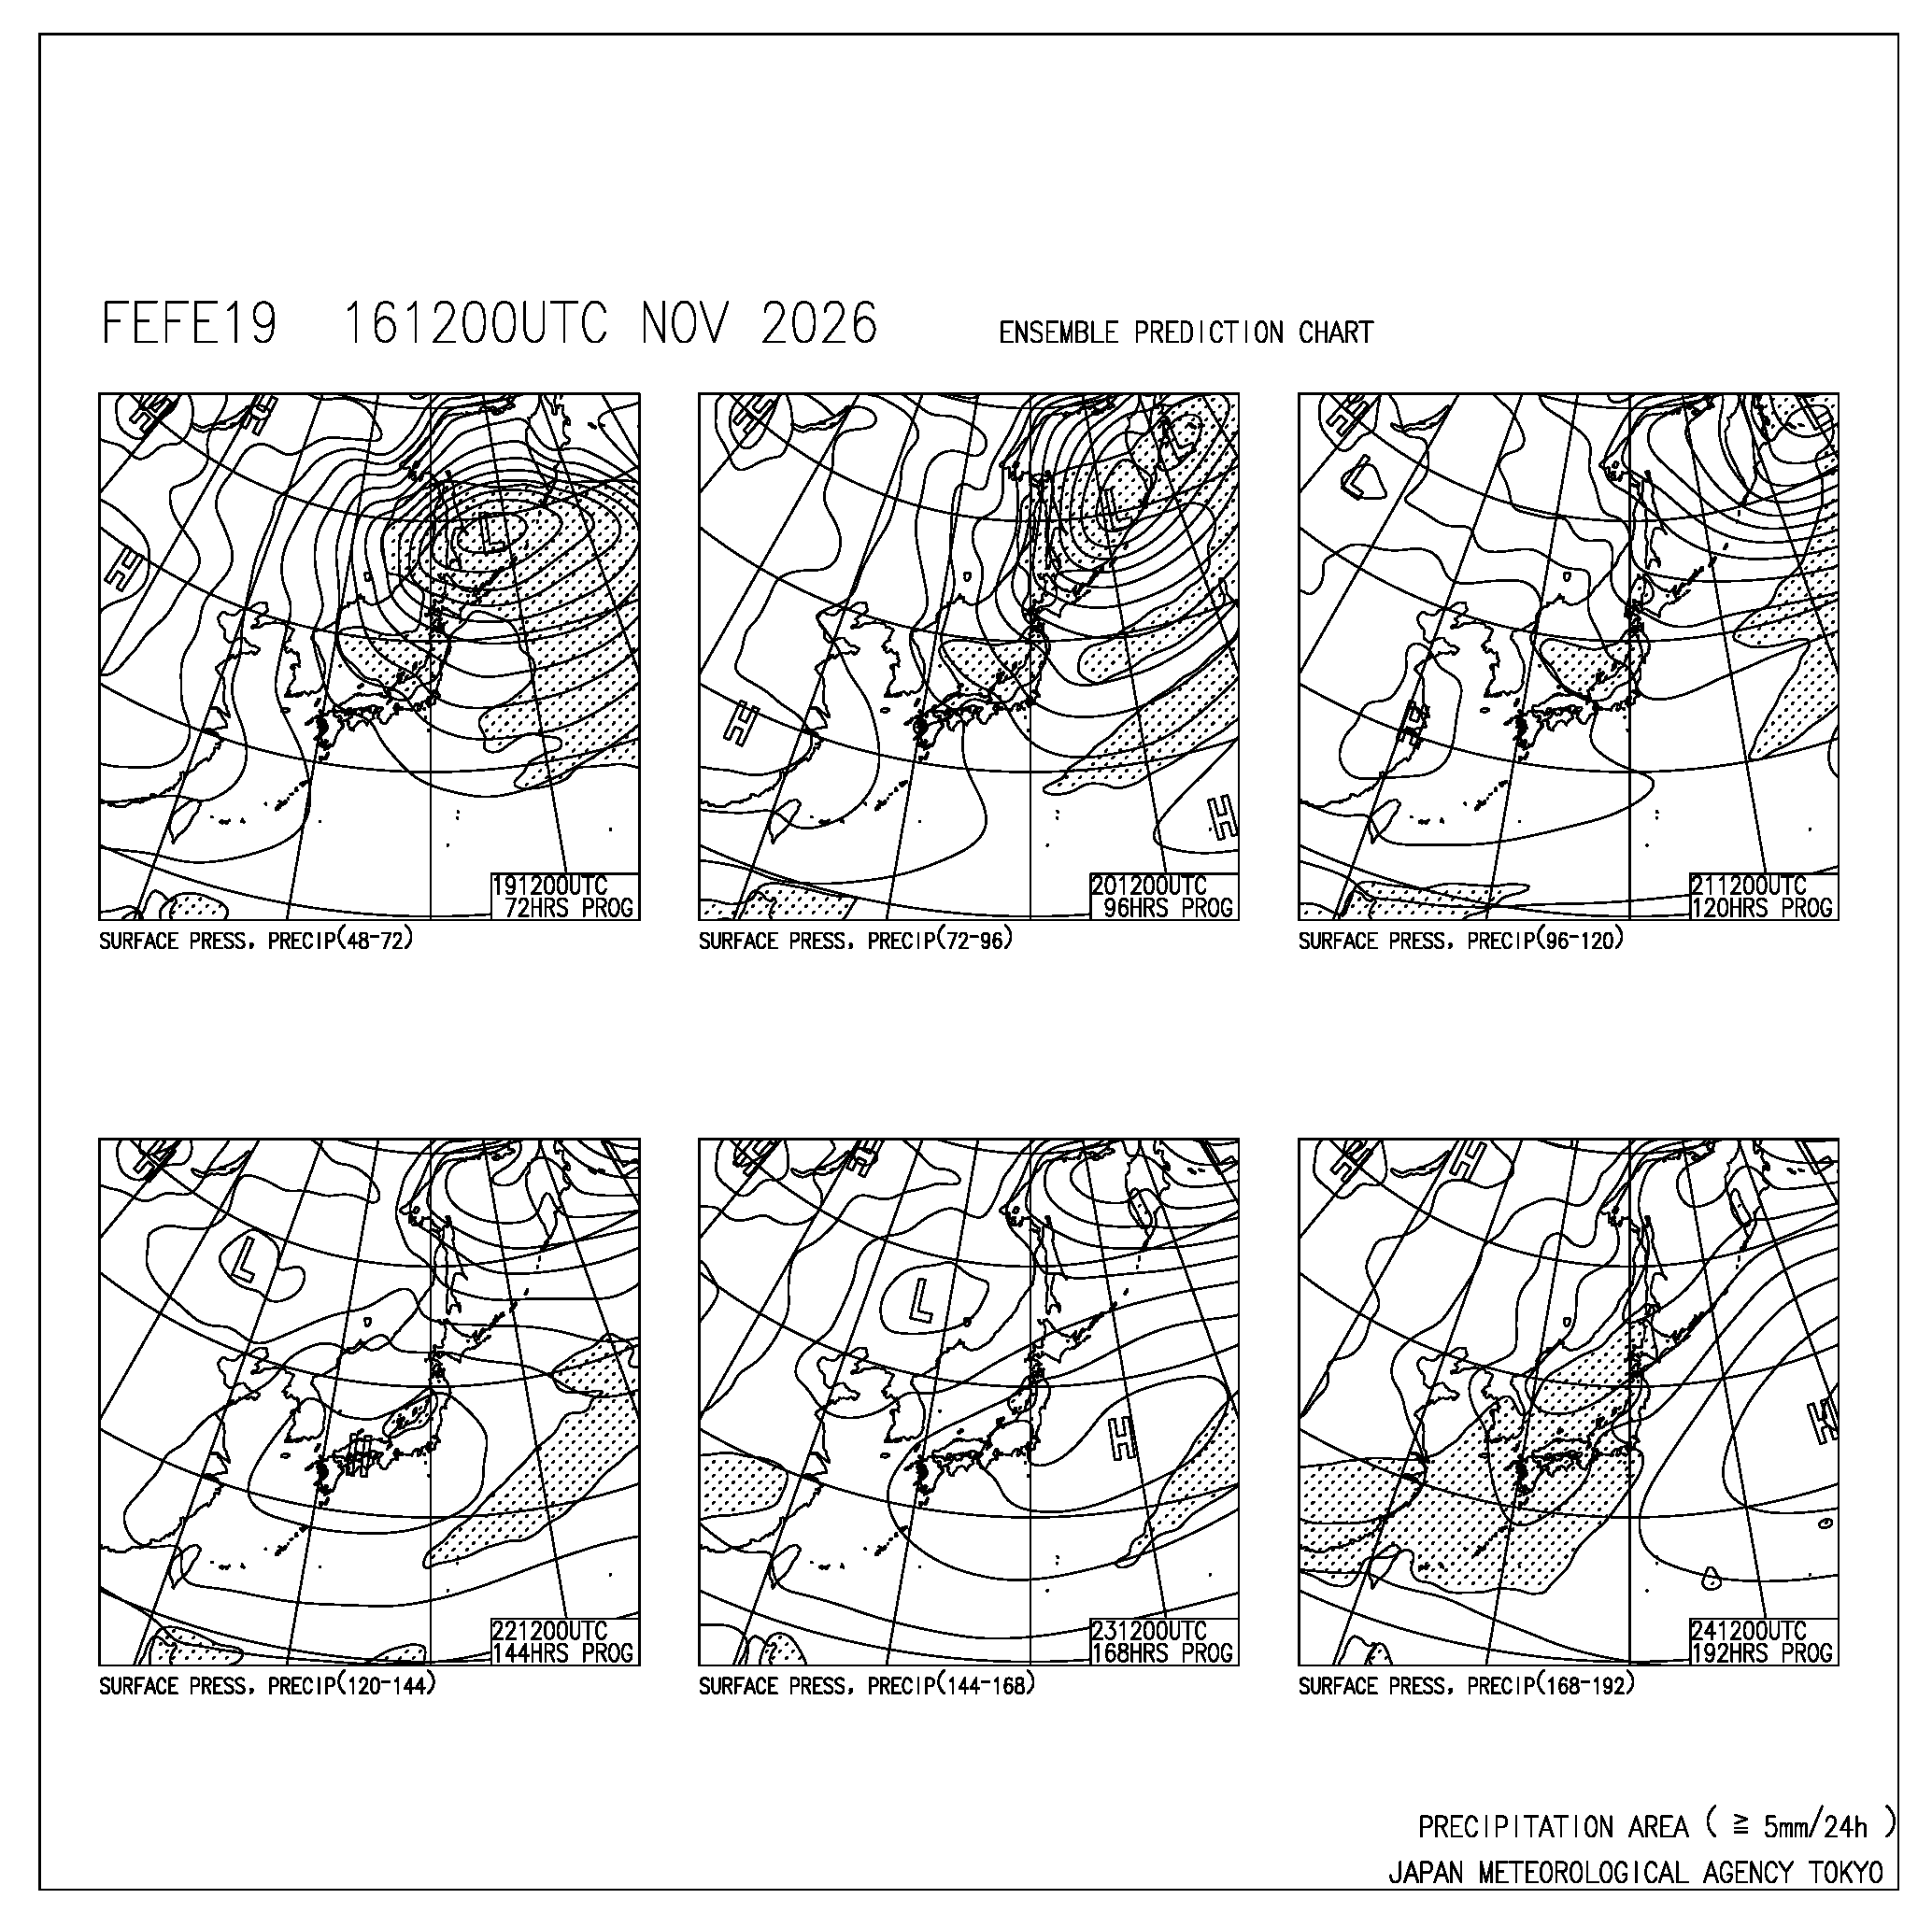 FEFE19 161200UTC NOV 2026 ENSEMBLE PREDICTION CHART
H H L
191200UTC
72HRS PROG
SURFACE PRESS, PRECIP(48-72)
H L L H H
201200UTC
96HRS PROG
SURFACE PRESS, PRECIP(72-96)
H L L H
211200UTC
120HRS PROG
SURFACE PRESS, PRECIP(96-120)
H L H
221200UTC
144HRS PROG
SURFACE PRESS, PRECIP(120-144)
H H L L H
231200UTC
168HRS PROG
SURFACE PRESS, PRECIP(144-168)
H H L H
241200UTC
192HRS PROG
SURFACE PRESS, PRECIP(168-192)
PRECIPITATION AREA ( ≧ 5mm/24h )
JAPAN METEOROLOGICAL AGENCY TOKYO